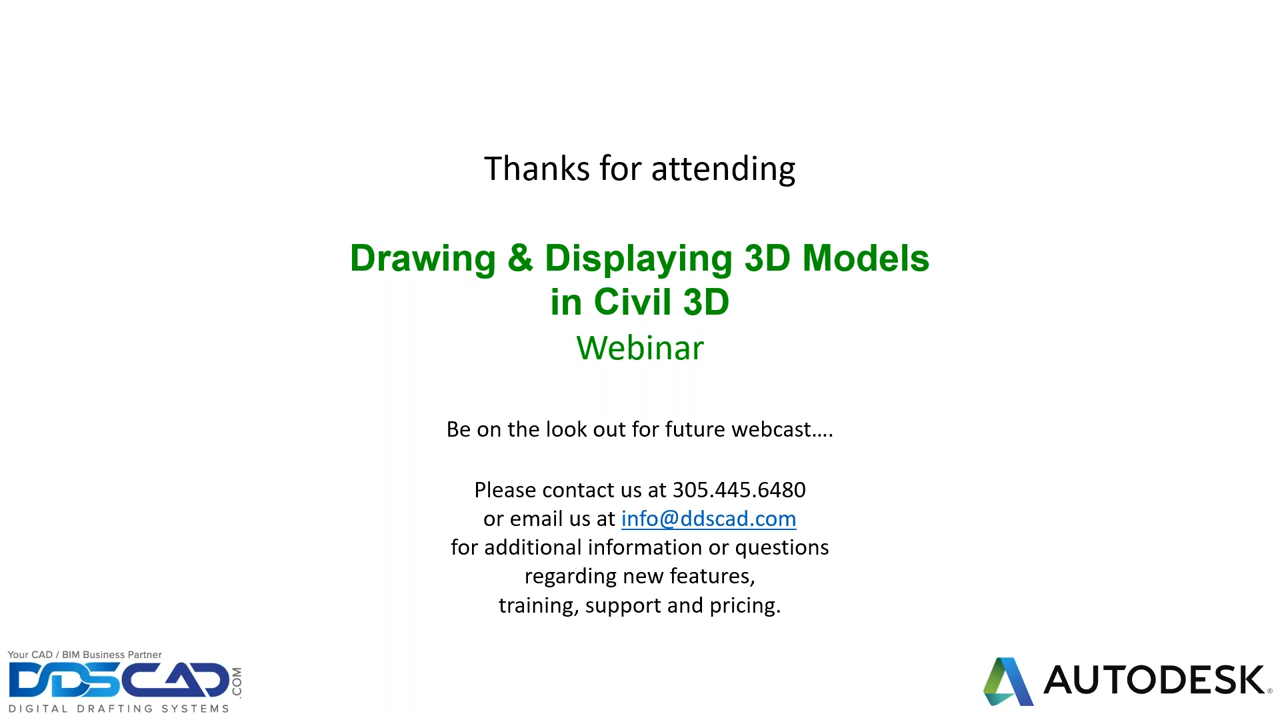 Thanks for attending
Drawing & Displaying 3D Models
in Civil 3D
Webinar
Be on the look out for future webcast....
Please contact us at 305.445.6480
or email us at info@ddscad.com
for additional information or questions
regarding new features,
training, support and pricing.
Your CAD / BIM Business Partner
DDSCAD.COM
DIGITAL DRAFTING SYSTEMS
AUTODESK®